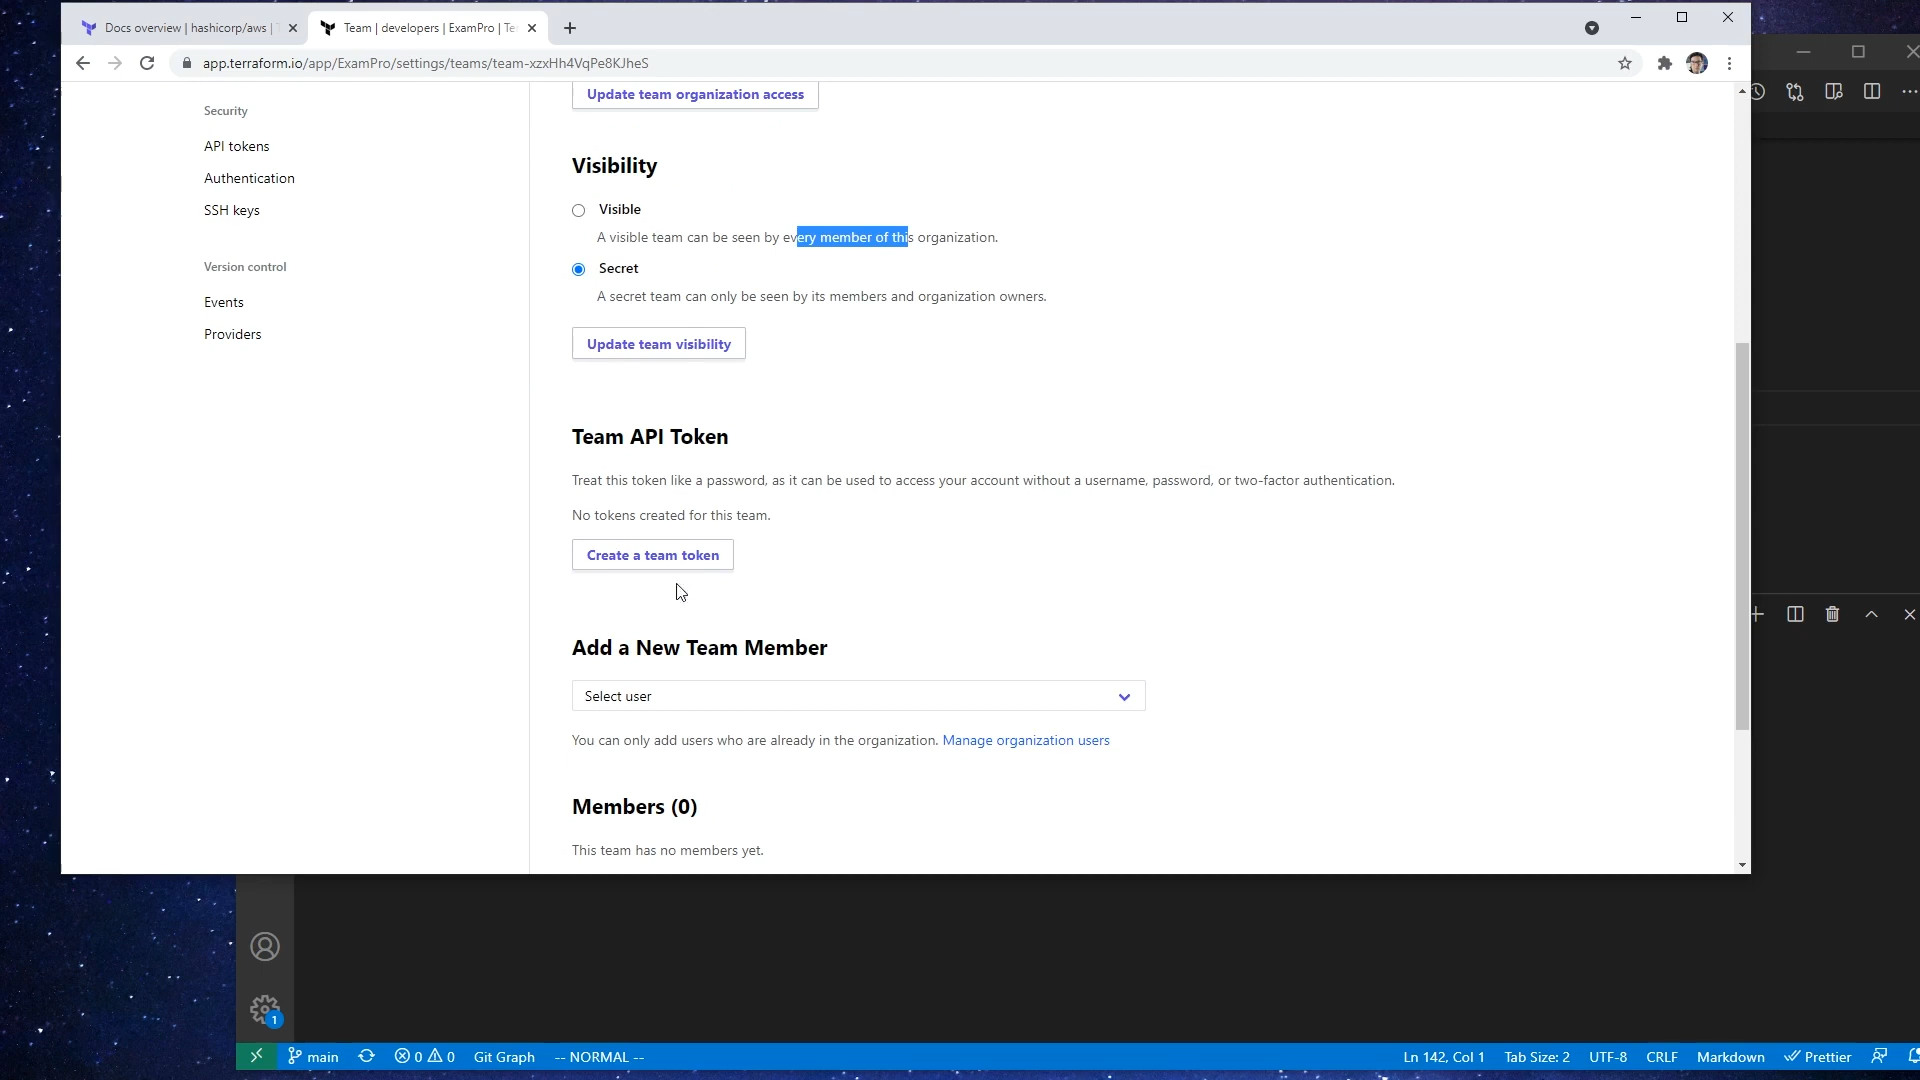 Docs overview | hashicorp/aws | T
Team | developers | ExamPro | Te
app.terraform.io/app/ExamPro/settings/teams/team-xzxHh4VqPe8KJheS
Security
API tokens
Authentication
SSH keys
Version control
Events
Providers
Update team organization access
Visibility
Visible
A visible team can be seen by every member of this organization.
Secret
A secret team can only be seen by its members and organization owners.
Update team visibility
Team API Token
Treat this token like a password, as it can be used to access your account without a username, password, or two-factor authentication.
No tokens created for this team.
Create a team token
Add a New Team Member
Select user
You can only add users who are already in the organization. Manage organization users
Members (0)
This team has no members yet.
1
main 0 0 Git Graph -- NORMAL -- Ln 142, Col 1 Tab Size: 2 UTF-8 CRLF Markdown Prettier